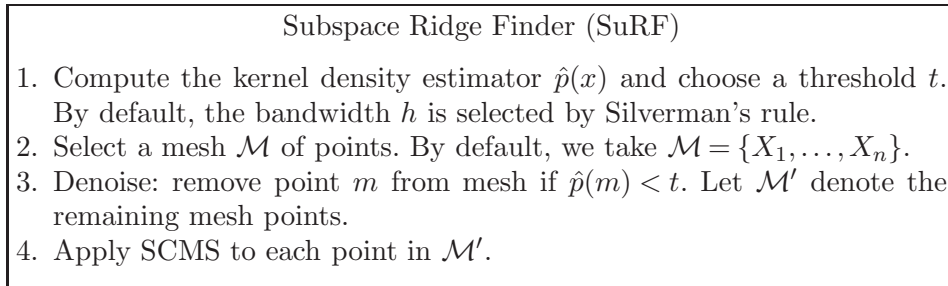 Subspace Ridge Finder (SuRF)
1. Compute the kernel density estimator p̂(x) and choose a threshold t.
By default, the bandwidth h is selected by Silverman's rule.
2. Select a mesh ℳ of points. By default, we take ℳ = {X₁, …, Xₙ}.
3. Denoise: remove point m from mesh if p̂(m) < t. Let ℳ′ denote the
remaining mesh points.
4. Apply SCMS to each point in ℳ′.